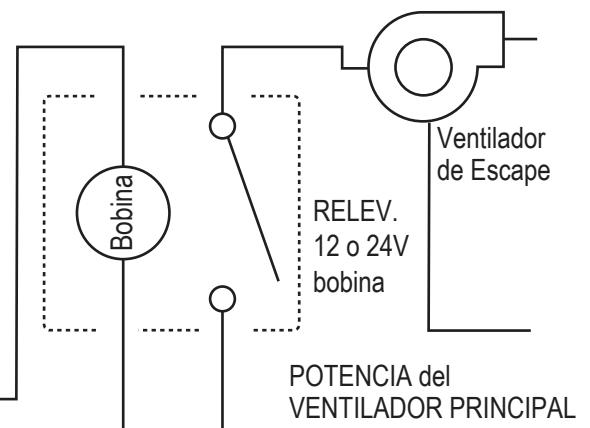 Ventilador
de Escape
Bobina
RELEV.
12 o 24V
bobina
POTENCIA del
VENTILADOR PRINCIPAL